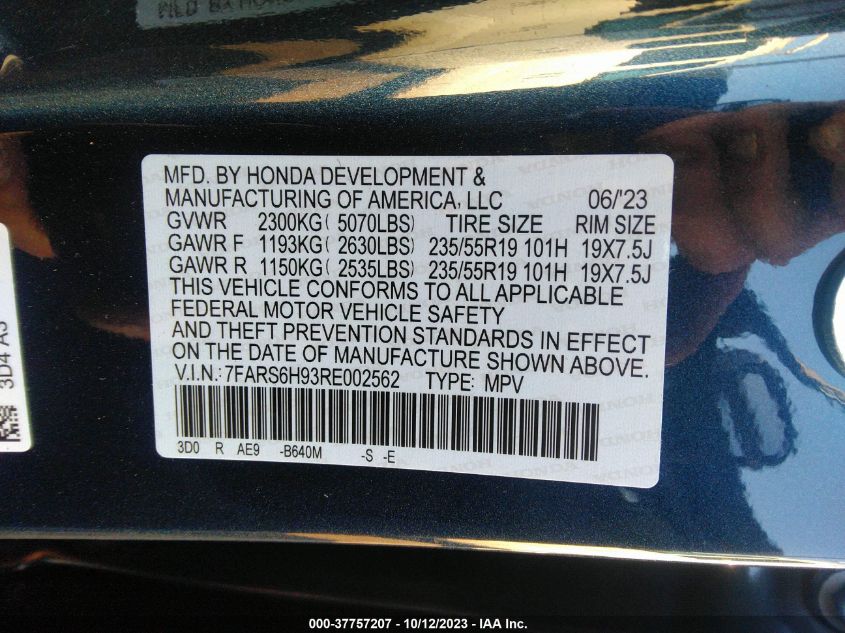 MFD. BY HONDA DEVELOPMENT &
MANUFACTURING OF AMERICA, LLC 06/'23
GVWR 2300KG( 5070LBS) TIRE SIZE RIM SIZE
GAWR F 1193KG( 2630LBS) 235/55R19 101H 19X7.5J
GAWR R 1150KG( 2535LBS) 235/55R19 101H 19X7.5J
THIS VEHICLE CONFORMS TO ALL APPLICABLE
FEDERAL MOTOR VEHICLE SAFETY
AND THEFT PREVENTION STANDARDS IN EFFECT
ON THE DATE OF MANUFACTURE SHOWN ABOVE.
V.I.N.: 7FARS6H93RE002562 TYPE: MPV
3D0 R AE9 -B640M -S -E
3D4 A3
000-37757207 - 10/12/2023 - IAA Inc.